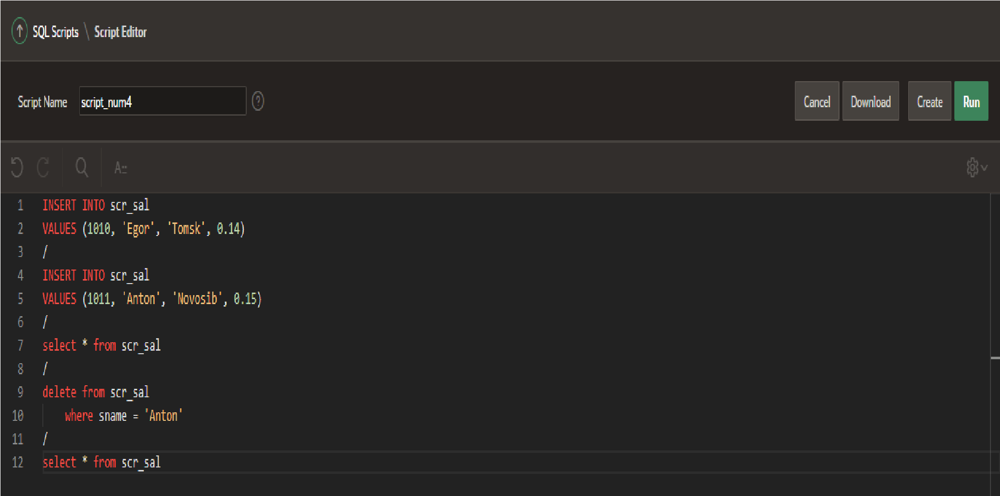 SQL Scripts \ Script Editor
Script Name script_num4 ? Cancel Download Create Run
A
1 INSERT INTO scr_sal
2 VALUES (1010, 'Egor', 'Tomsk', 0.14)
3 /
4 INSERT INTO scr_sal
5 VALUES (1011, 'Anton', 'Novosib', 0.15)
6 /
7 select * from scr_sal
8 /
9 delete from scr_sal
10 where sname = 'Anton'
11 /
12 select * from scr_sal